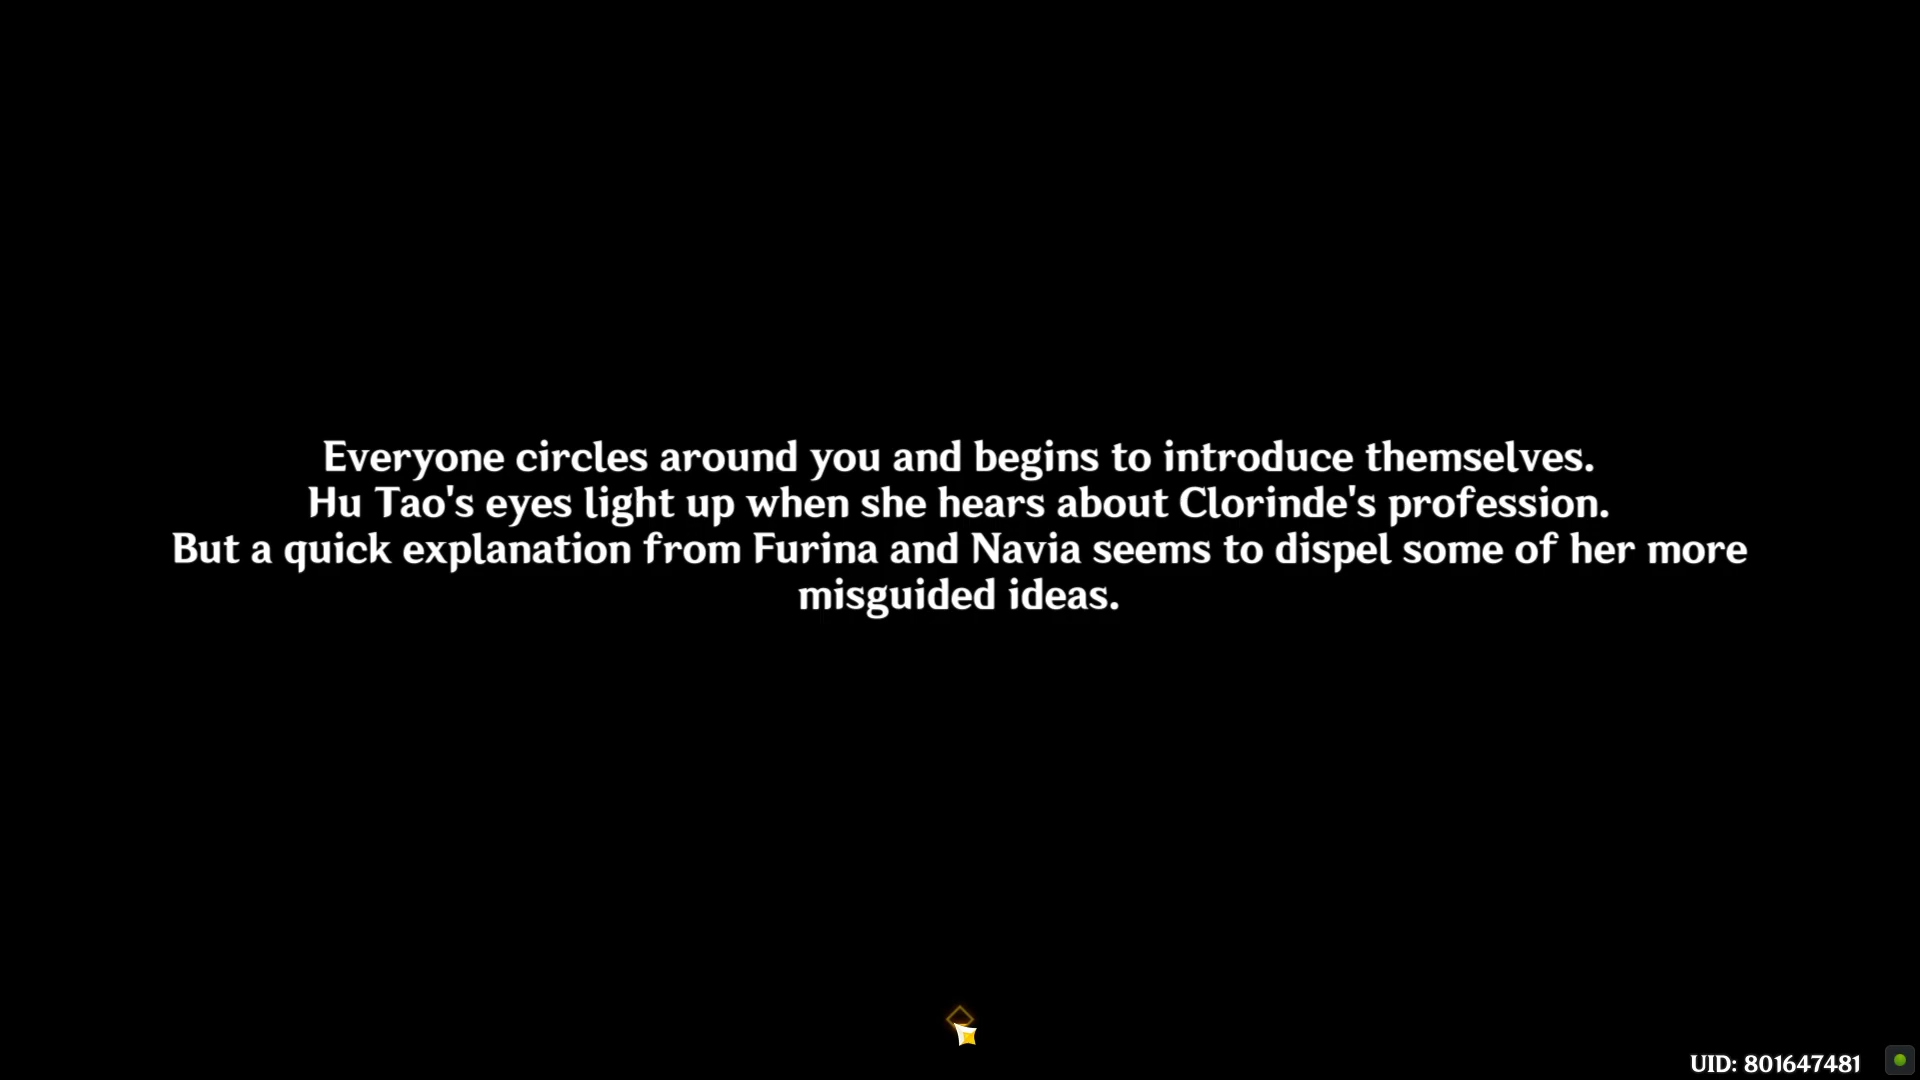 Everyone circles around you and begins to introduce themselves.
Hu Tao's eyes light up when she hears about Clorinde's profession.
But a quick explanation from Furina and Navia seems to dispel some of her more
misguided ideas.
UID: 801647481